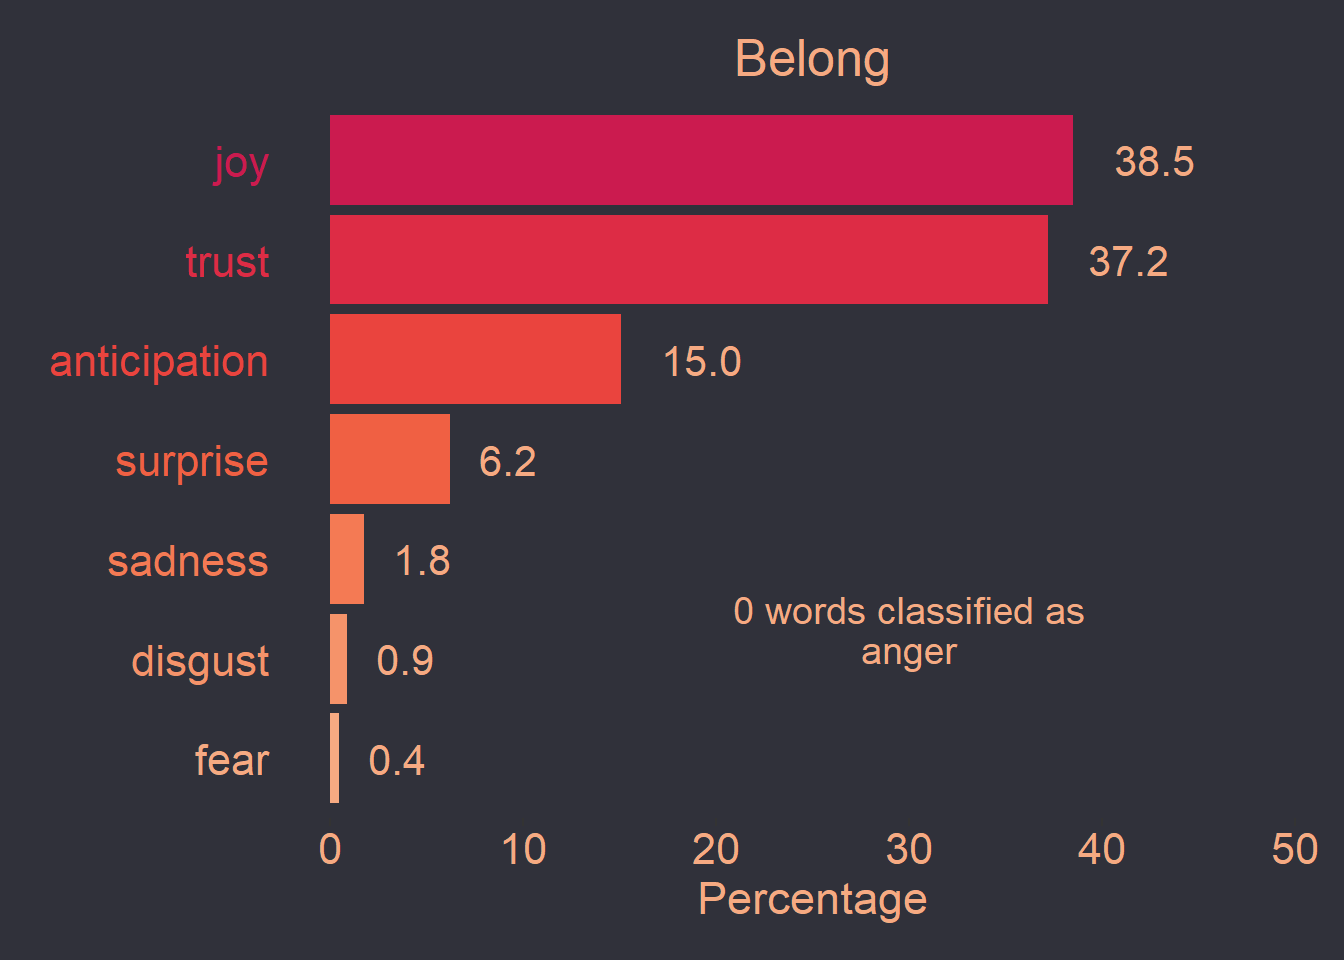 Belong
joy 38.5
trust 37.2
anticipation 15.0
surprise 6.2
sadness 1.8
0 words classified as
anger
disgust 0.9
fear 0.4
0 10 20 30 40 50
Percentage